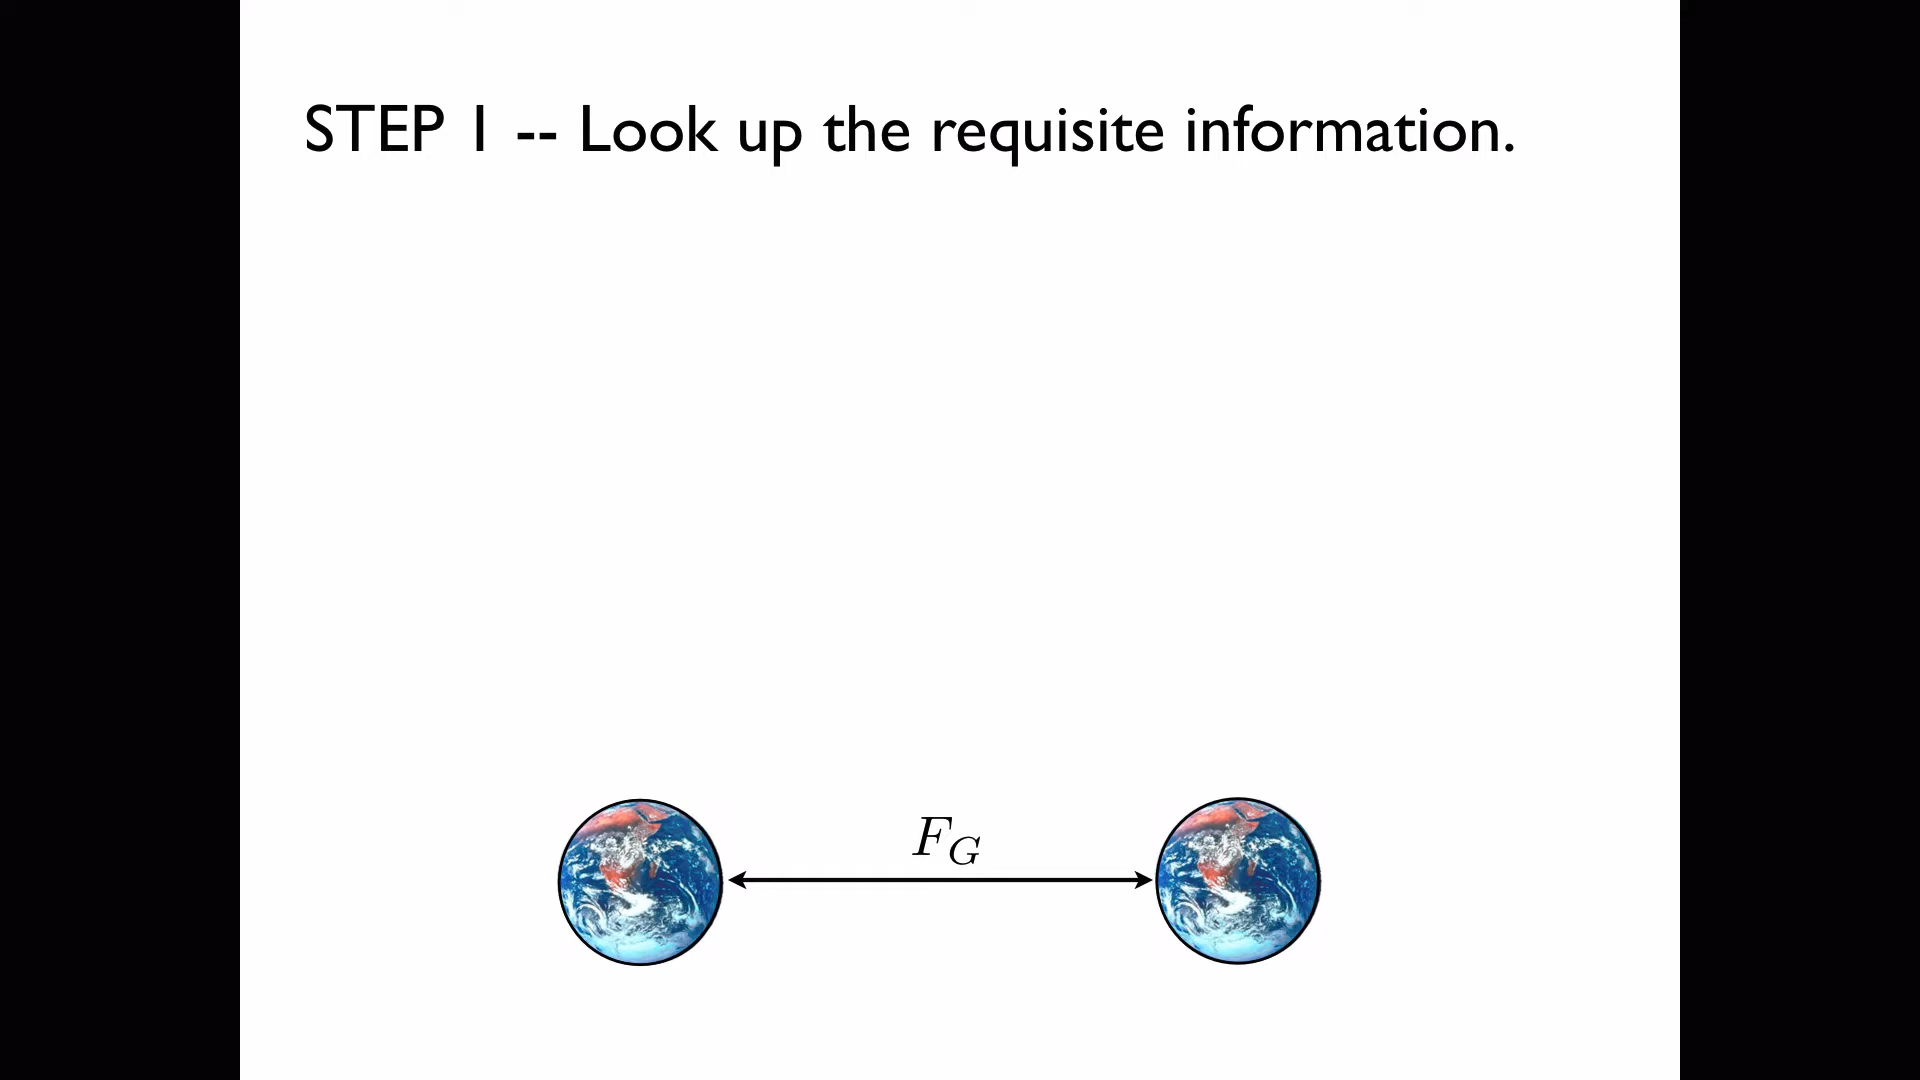 STEP 1 -- Look up the requisite information.
F_G